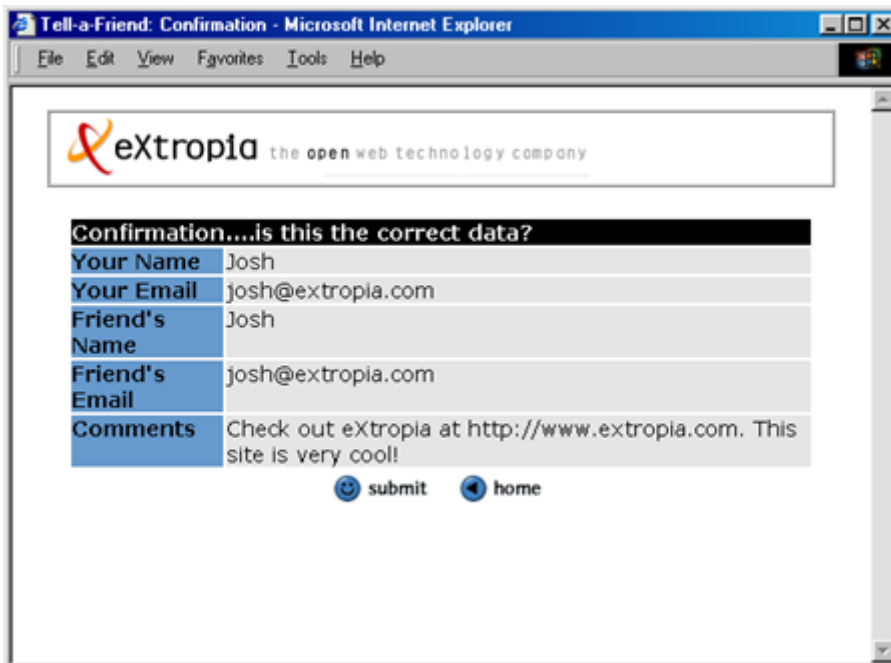 Tell-a-Friend: Confirmation - Microsoft Internet Explorer
File Edit View Favorites Tools Help
eXtropia the open web technology company
Confirmation....is this the correct data?
Your Name Josh
Your Email josh@extropia.com
Friend's Josh
Name
Friend's josh@extropia.com
Email
Comments Check out eXtropia at http://www.extropia.com. This
site is very cool!
submit home